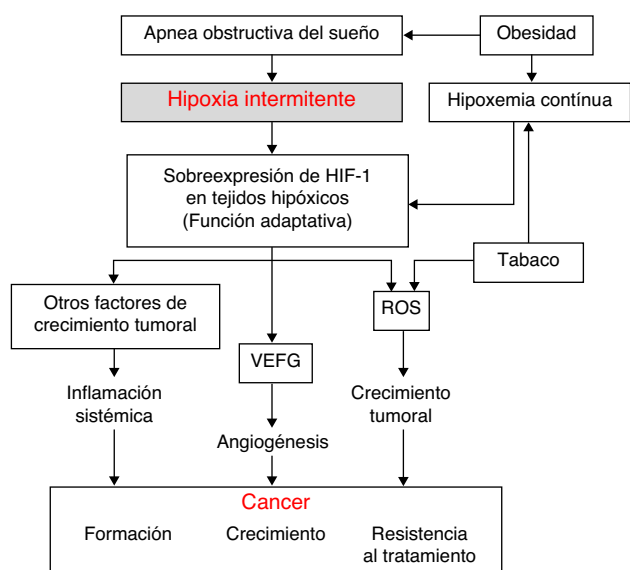 Apnea obstructiva del sueño
Obesidad
Hipoxia intermitente
Hipoxemia contínua
Sobreexpresión de HIF-1
en tejidos hipóxicos
(Función adaptativa)
Tabaco
Otros factores de
crecimiento tumoral
ROS
VEFG
Inflamación
sistémica
Crecimiento
tumoral
Angiogénesis
Cancer
Formación
Crecimiento
Resistencia
al tratamiento